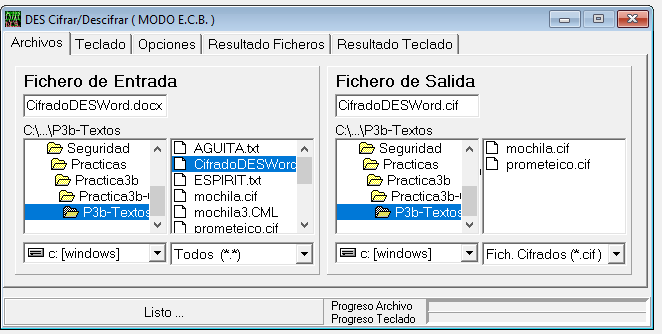 DES Cifrar/Descifrar ( MODO E.C.B. )
Archivos Teclado Opciones Resultado Ficheros Resultado Teclado
Fichero de Entrada
CifradoDESWord.docx
C:\...\P3b-Textos
Seguridad
Practicas
Practica3b
Practica3b-
P3b-Textos
AGUITA.txt
CifradoDESWord
ESPIRIT.txt
mochila.cif
mochila3.CML
prometeico.cif
c: [windows]
Todos (*.*)
Fichero de Salida
CifradoDESWord.cif
C:\...\P3b-Textos
Seguridad
Practicas
Practica3b
Practica3b-
P3b-Textos
mochila.cif
prometeico.cif
c: [windows]
Fich. Cifrados (*.cif)
Listo ...
Progreso Archivo
Progreso Teclado